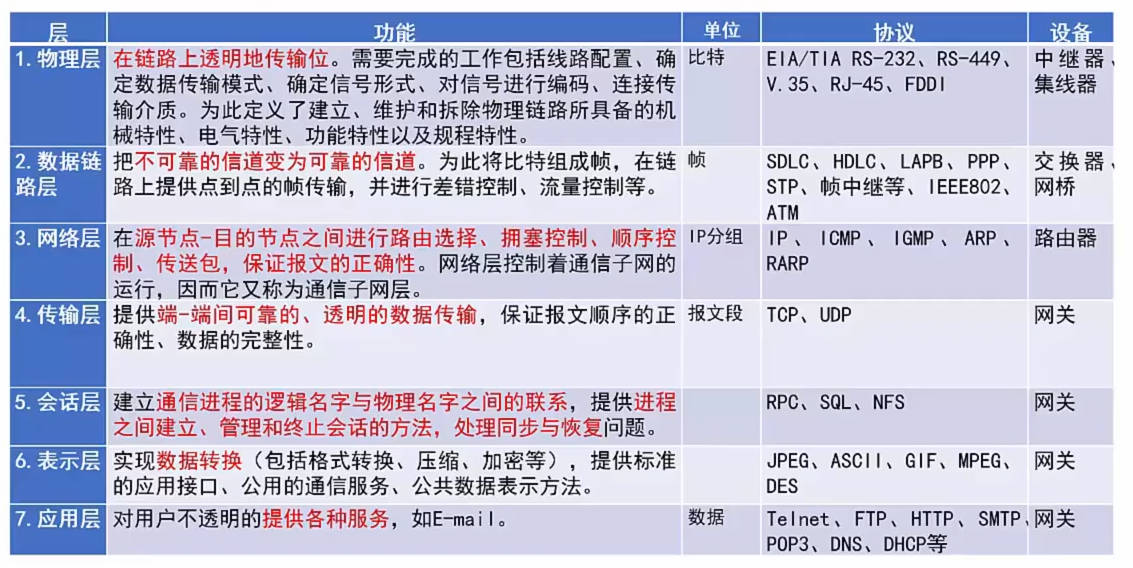 层 功能 单位 协议 设备
1.物理层 在链路上透明地传输位。需要完成的工作包括线路配置、确 比特 EIA/TIA RS-232、RS-449、 中继器、
定数据传输模式、确定信号形式、对信号进行编码、连接传 V.35、RJ-45、FDDI 集线器
输介质。为此定义了建立、维护和拆除物理链路所具备的机
械特性、电气特性、功能特性以及规程特性。
2.数据链 把不可靠的信道变为可靠的信道。为此将比特组成帧，在链 帧 SDLC、HDLC、LAPB、PPP、 交换器、
路层 路上提供点到点的帧传输，并进行差错控制、流量控制等。 STP、帧中继等、IEEE802、 网桥
ATM
3.网络层 在源节点-目的节点之间进行路由选择、拥塞控制、顺序控 IP分组 IP、ICMP、IGMP、ARP、 路由器
制、传送包，保证报文的正确性。网络层控制着通信子网的 RARP
运行，因而它又称为通信子网层。
4.传输层 提供端-端间可靠的、透明的数据传输，保证报文顺序的正 报文段 TCP、UDP 网关
确性、数据的完整性。
5.会话层 建立通信进程的逻辑名字与物理名字之间的联系，提供进程 RPC、SQL、NFS 网关
之间建立、管理和终止会话的方法，处理同步与恢复问题。
6.表示层 实现数据转换（包括格式转换、压缩、加密等），提供标准 JPEG、ASCII、GIF、MPEG、 网关
的应用接口、公用的通信服务、公共数据表示方法。 DES
7.应用层 对用户不透明的提供各种服务，如E-mail。 数据 Telnet、FTP、HTTP、SMTP、 网关
POP3、DNS、DHCP等